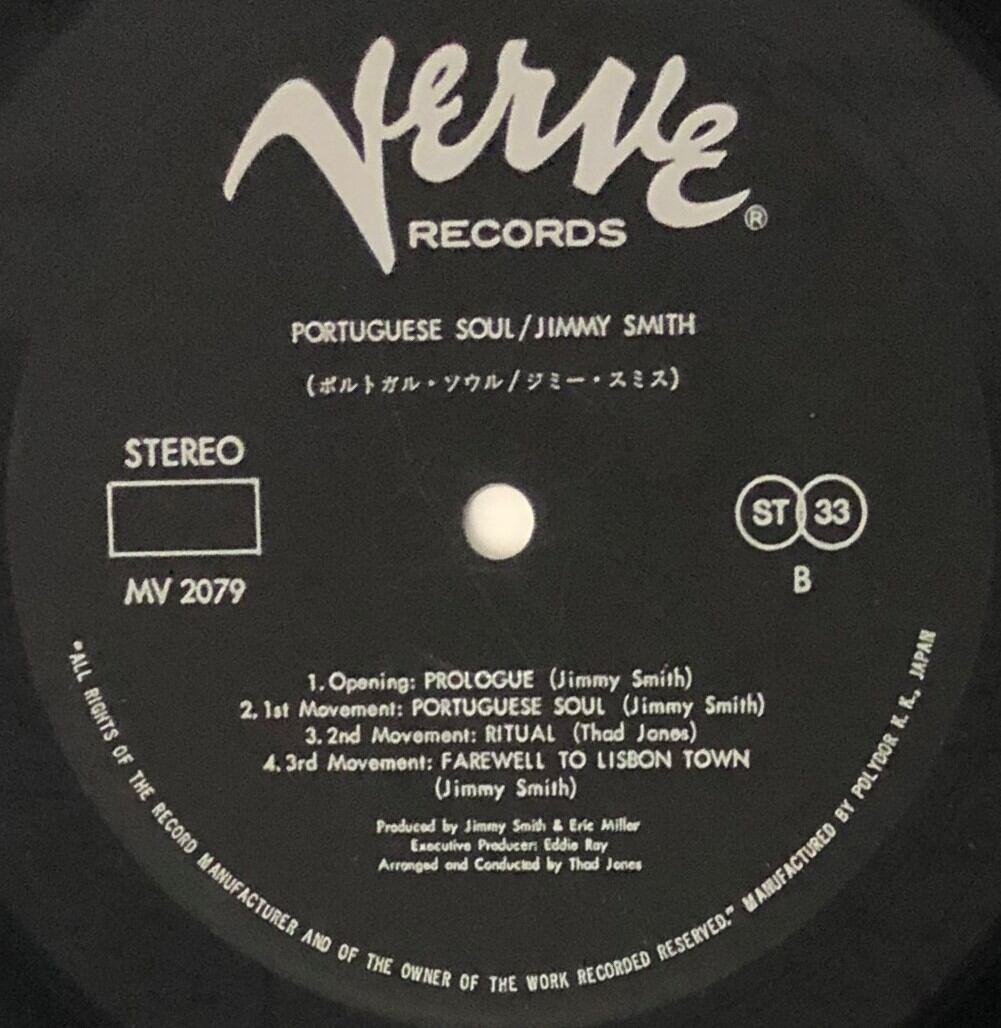 VERVE
RECORDS ®
PORTUGUESE SOUL/JIMMY SMITH
(ポルトガル・ソウル/ジミー・スミス)
STEREO
MV 2079
ST 33
B
1. Opening: PROLOGUE (Jimmy Smith)
2. 1st Movement: PORTUGUESE SOUL (Jimmy Smith)
3. 2nd Movement: RITUAL (Thad Jones)
4. 3rd Movement: FAREWELL TO LISBON TOWN
(Jimmy Smith)
Produced by Jimmy Smith & Eric Miller
Executive Producer: Eddie Ray
Arranged and Conducted by Thad Jones
"ALL RIGHTS OF THE RECORD MANUFACTURER AND OF THE OWNER OF THE WORK RECORDED RESERVED." MANUFACTURED BY POLYDOR K. K., JAPAN